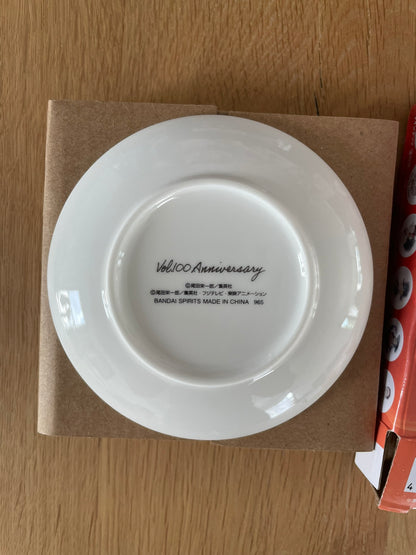 Vol.100 Anniversary
©尾田栄一郎／集英社
©尾田栄一郎／集英社・フジテレビ・東映アニメーション
BANDAI SPIRITS MADE IN CHINA 965
4